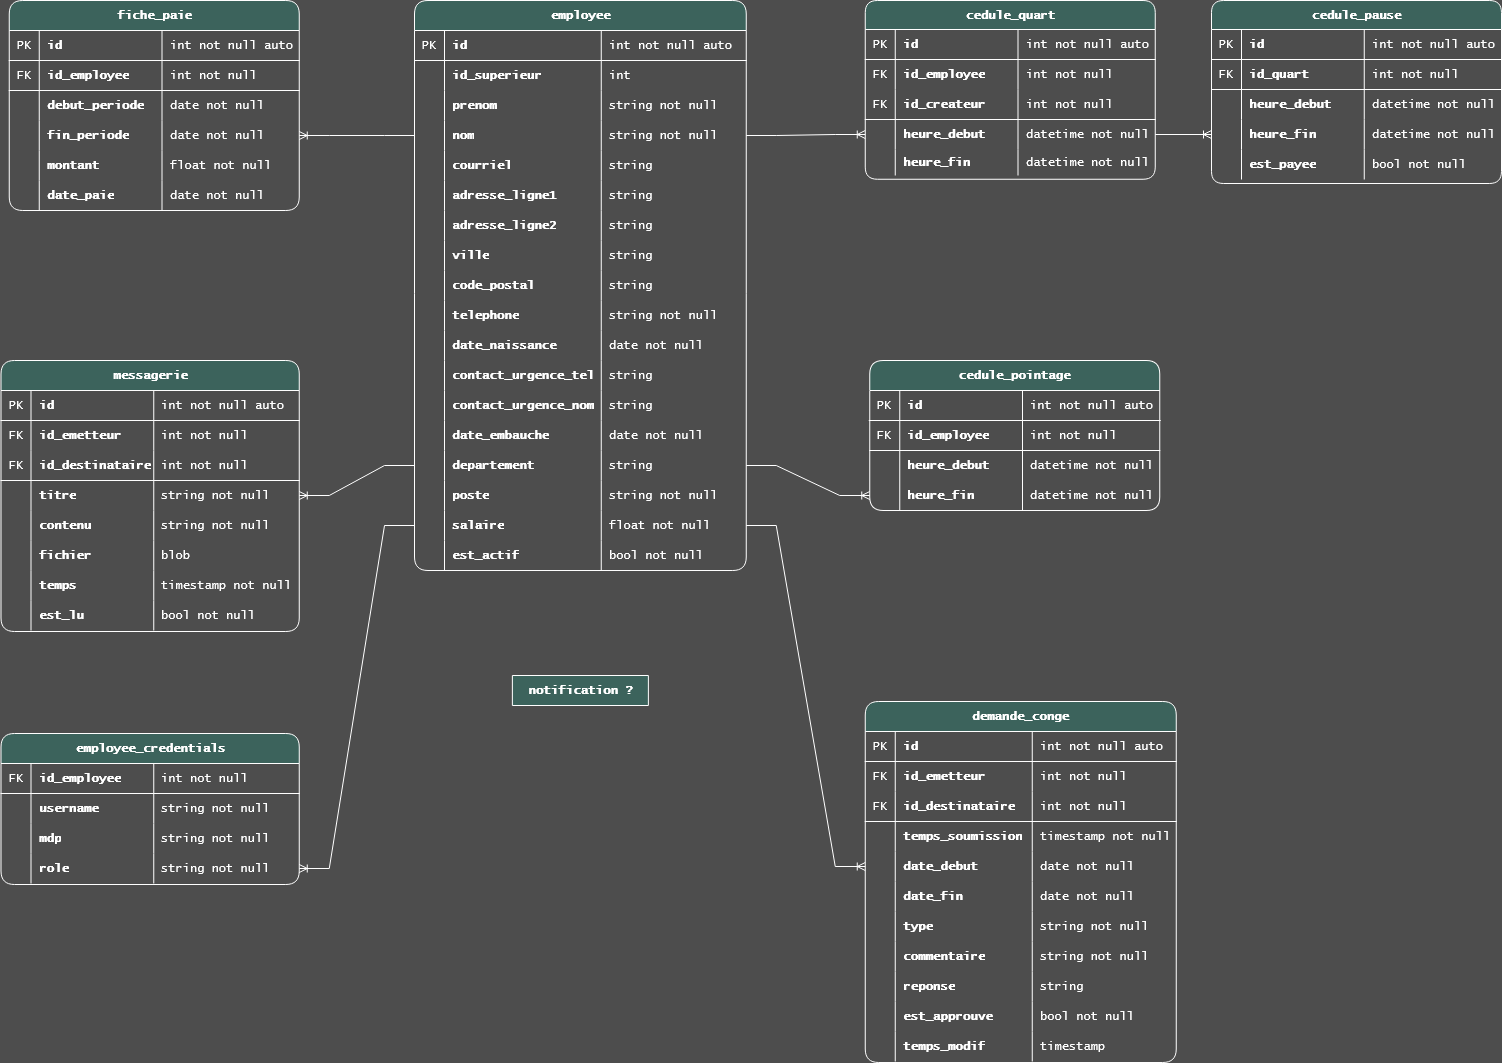 fiche_paie
PK id int not null auto
FK id_employee int not null
debut_periode date not null
fin_periode date not null
montant float not null
date_paie date not null
employee
PK id int not null auto
id_superieur int
prenom string not null
nom string not null
courriel string
adresse_ligne1 string
adresse_ligne2 string
ville string
code_postal string
telephone string not null
date_naissance date not null
contact_urgence_tel string
contact_urgence_nom string
date_embauche date not null
departement string
poste string not null
salaire float not null
est_actif bool not null
cedule_quart
PK id int not null auto
FK id_employee int not null
FK id_createur int not null
heure_debut datetime not null
heure_fin datetime not null
cedule_pause
PK id int not null auto
FK id_quart int not null
heure_debut datetime not null
heure_fin datetime not null
est_payee bool not null
messagerie
PK id int not null auto
FK id_emetteur int not null
FK id_destinataire int not null
titre string not null
contenu string not null
fichier blob
temps timestamp not null
est_lu bool not null
cedule_pointage
PK id int not null auto
FK id_employee int not null
heure_debut datetime not null
heure_fin datetime not null
notification ?
employee_credentials
FK id_employee int not null
username string not null
mdp string not null
role string not null
demande_conge
PK id int not null auto
FK id_emetteur int not null
FK id_destinataire int not null
temps_soumission timestamp not null
date_debut date not null
date_fin date not null
type string not null
commentaire string not null
reponse string
est_approuve bool not null
temps_modif timestamp